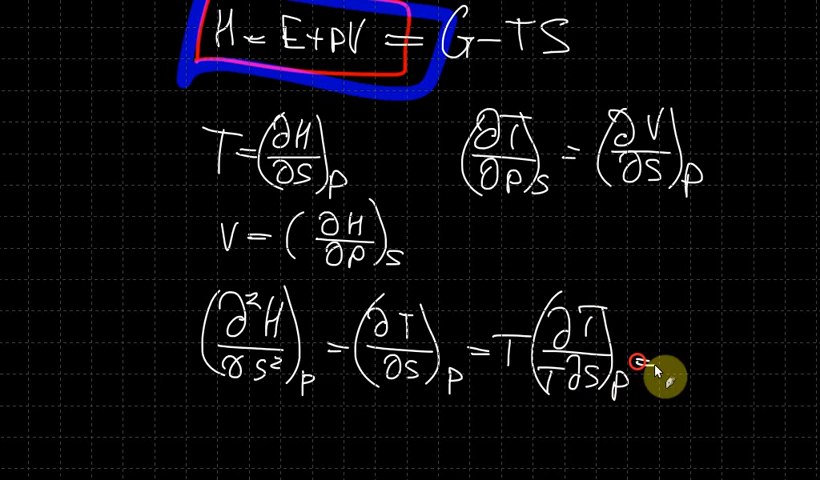 H = E+PV = G-TS
T = (∂H/∂S)_P (∂T/∂P)_S = (∂V/∂S)_P
V = (∂H/∂P)_S
(∂²H/∂S²)_P = (∂T/∂S)_P = T(∂T/T∂S)_P =